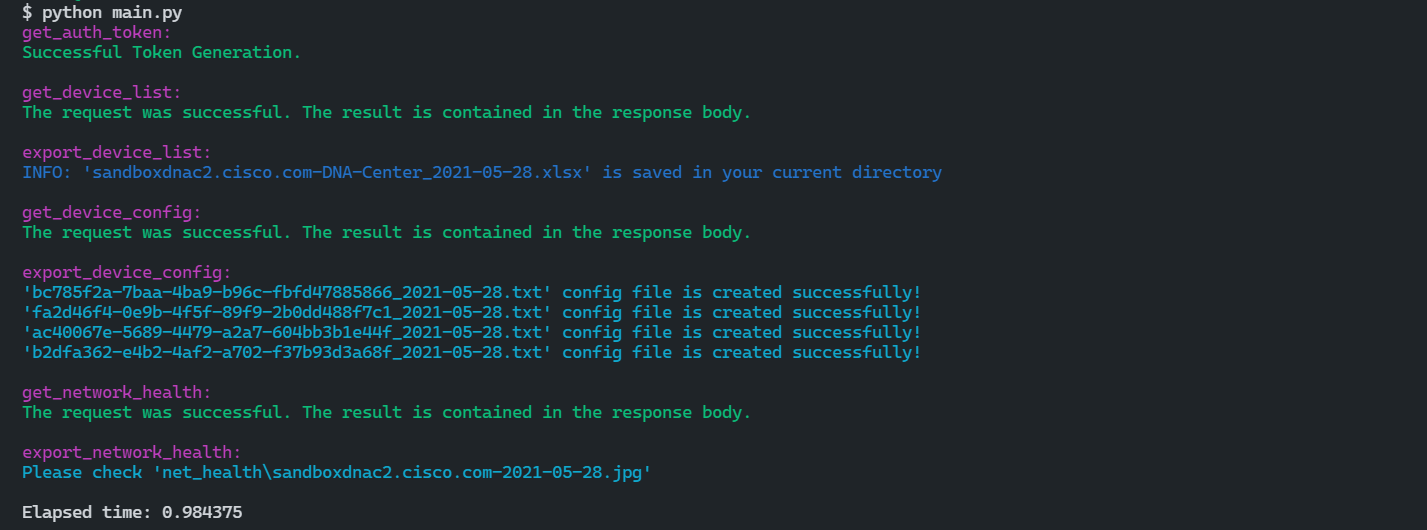 $ python main.py
get_auth_token:
Successful Token Generation.
get_device_list:
The request was successful. The result is contained in the response body.
export_device_list:
INFO: 'sandboxdnac2.cisco.com-DNA-Center_2021-05-28.xlsx' is saved in your current directory
get_device_config:
The request was successful. The result is contained in the response body.
export_device_config:
'bc785f2a-7baa-4ba9-b96c-fbfd47885866_2021-05-28.txt' config file is created successfully!
'fa2d46f4-0e9b-4f5f-89f9-2b0dd488f7c1_2021-05-28.txt' config file is created successfully!
'ac40067e-5689-4479-a2a7-604bb3b1e44f_2021-05-28.txt' config file is created successfully!
'b2dfa362-e4b2-4af2-a702-f37b93d3a68f_2021-05-28.txt' config file is created successfully!
get_network_health:
The request was successful. The result is contained in the response body.
export_network_health:
Please check 'net_health\sandboxdnac2.cisco.com-2021-05-28.jpg'
Elapsed time: 0.984375